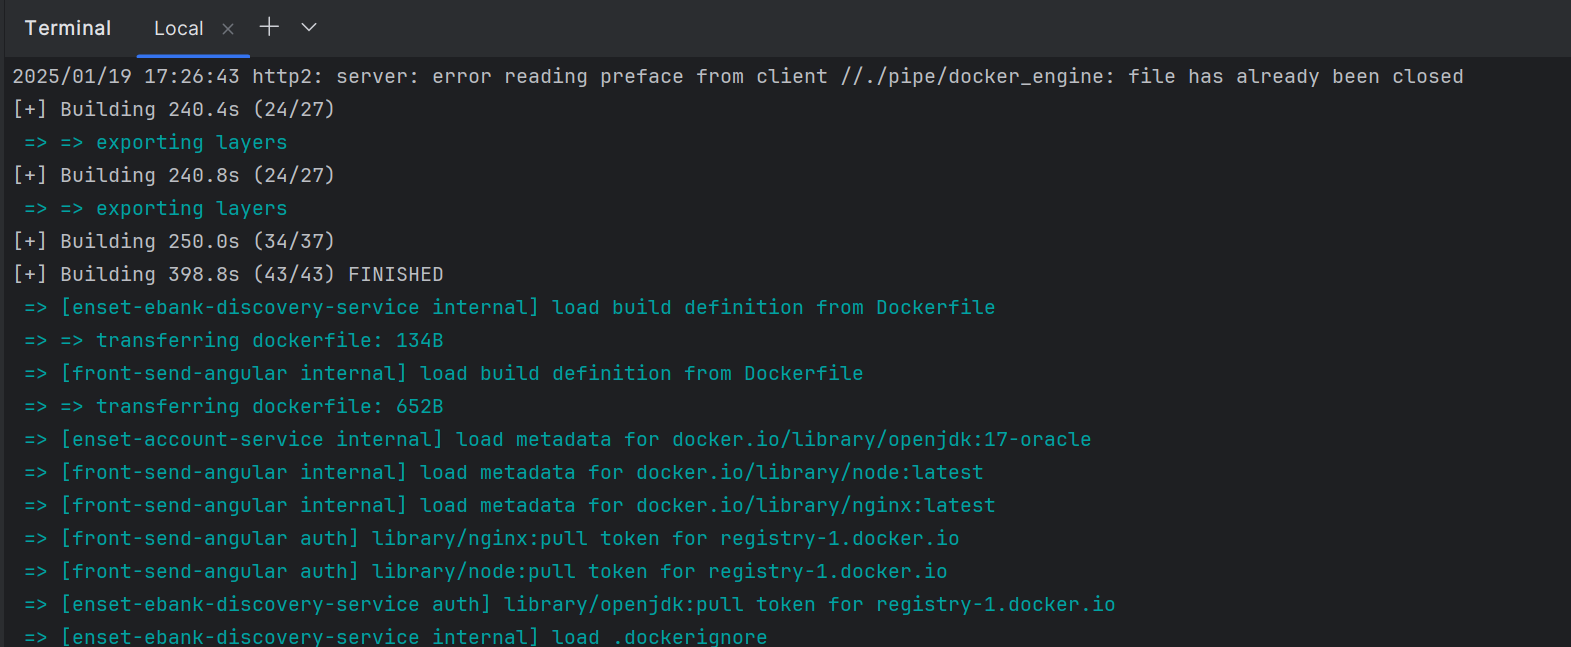 Terminal Local × + ⌄
2025/01/19 17:26:43 http2: server: error reading preface from client //./pipe/docker_engine: file has already been closed
[+] Building 240.4s (24/27)
=> => exporting layers
[+] Building 240.8s (24/27)
=> => exporting layers
[+] Building 250.0s (34/37)
[+] Building 398.8s (43/43) FINISHED
=> [enset-ebank-discovery-service internal] load build definition from Dockerfile
=> => transferring dockerfile: 134B
=> [front-send-angular internal] load build definition from Dockerfile
=> => transferring dockerfile: 652B
=> [enset-account-service internal] load metadata for docker.io/library/openjdk:17-oracle
=> [front-send-angular internal] load metadata for docker.io/library/node:latest
=> [front-send-angular internal] load metadata for docker.io/library/nginx:latest
=> [front-send-angular auth] library/nginx:pull token for registry-1.docker.io
=> [front-send-angular auth] library/node:pull token for registry-1.docker.io
=> [enset-ebank-discovery-service auth] library/openjdk:pull token for registry-1.docker.io
=> [enset-ebank-discovery-service internal] load .dockerignore